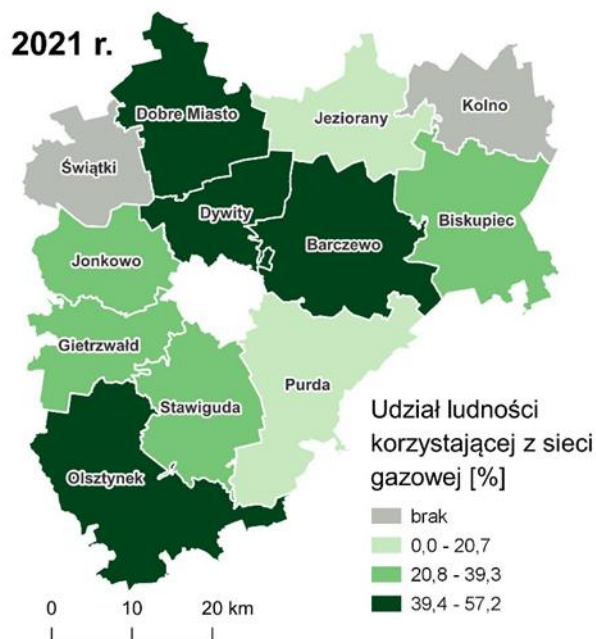 2021 r.
Dobre Miasto
Jeziorany
Kolno
Świątki
Dywity
Barczewo
Biskupiec
Jonkowo
Gietrzwałd
Stawiguda
Purda
Olsztynek
Udział ludności
korzystającej z sieci
gazowej [%]
brak
0,0 - 20,7
20,8 - 39,3
39,4 - 57,2
0 10 20 km